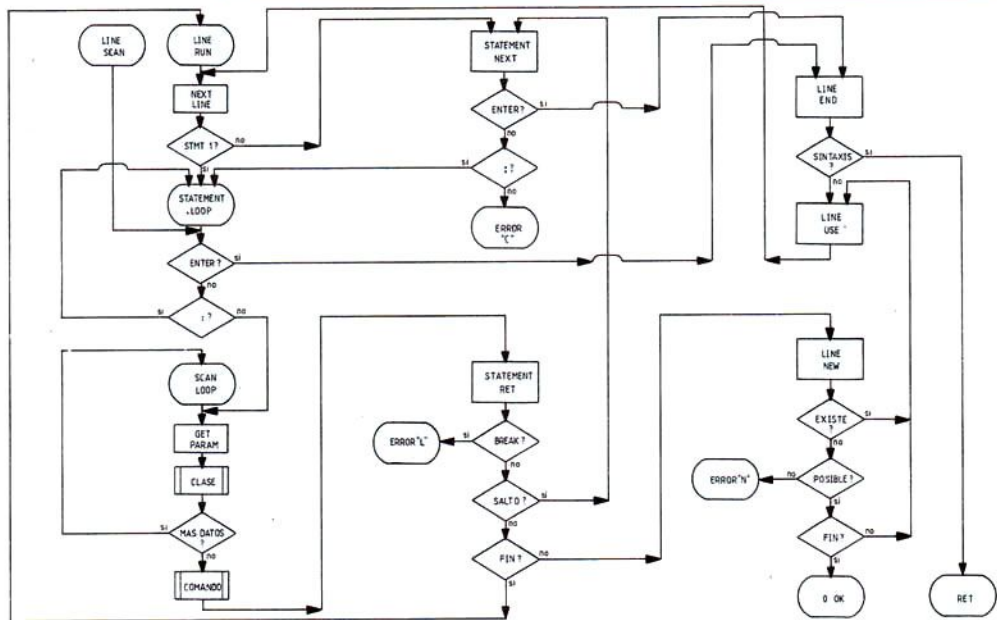 LINE
SCAN
LINE
RUN
NEXT
LINE
STMT 1?
no
si
STATEMENT
LOOP
ENTER?
si
no
: ?
si
no
SCAN
LOOP
GET
PARAM
CLASE
MAS DATOS
?
si
no
COMANDO
STATEMENT
NEXT
ENTER?
si
no
: ?
si
no
ERROR
"C"
STATEMENT
RET
BREAK?
si
no
ERROR"L"
SALTO?
si
no
FIN?
no
si
LINE
END
SINTAXIS
?
si
no
LINE
USE
LINE
NEW
EXISTE
?
si
no
POSIBLE?
no
si
ERROR"N"
FIN?
no
si
0 OK
RET